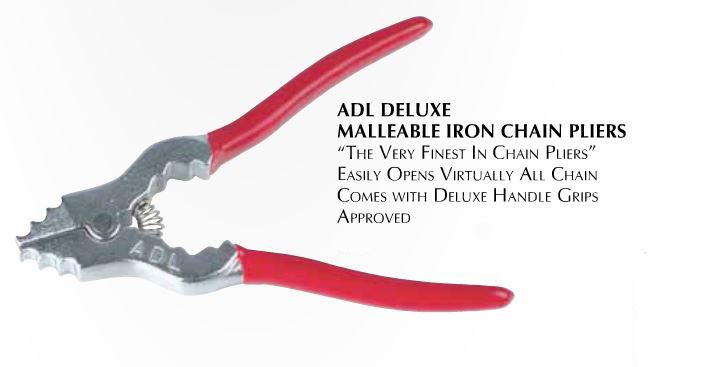 ADL DELUXE
MALLEABLE IRON CHAIN PLIERS
“The Very Finest In Chain Pliers”
Easily Opens Virtually All Chain
Comes with Deluxe Handle Grips
Approved
ADL